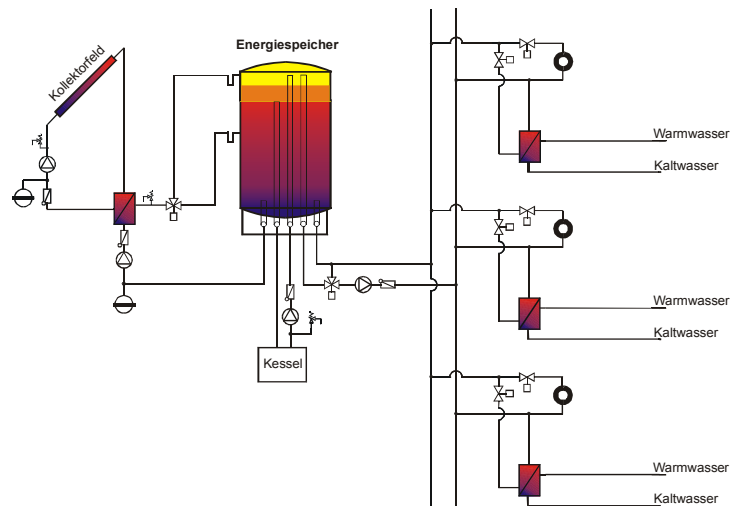 Energiespeicher
Kollektorfeld
Kessel
Warmwasser
Kaltwasser
Warmwasser
Kaltwasser
Warmwasser
Kaltwasser